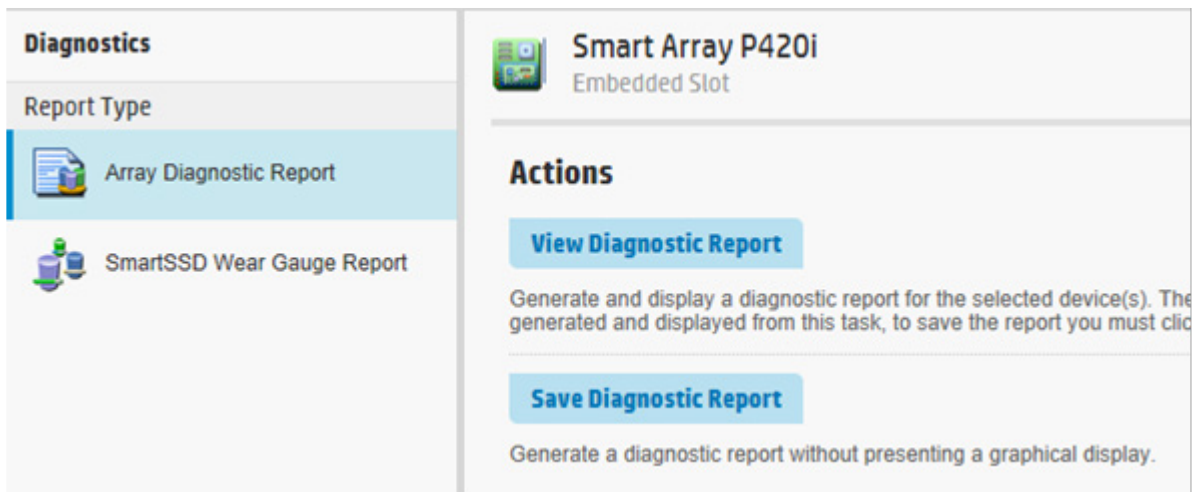 Diagnostics
Report Type
Array Diagnostic Report
SmartSSD Wear Gauge Report
Smart Array P420i
Embedded Slot
Actions
View Diagnostic Report
Generate and display a diagnostic report for the selected device(s). The
generated and displayed from this task, to save the report you must clic
Save Diagnostic Report
Generate a diagnostic report without presenting a graphical display.